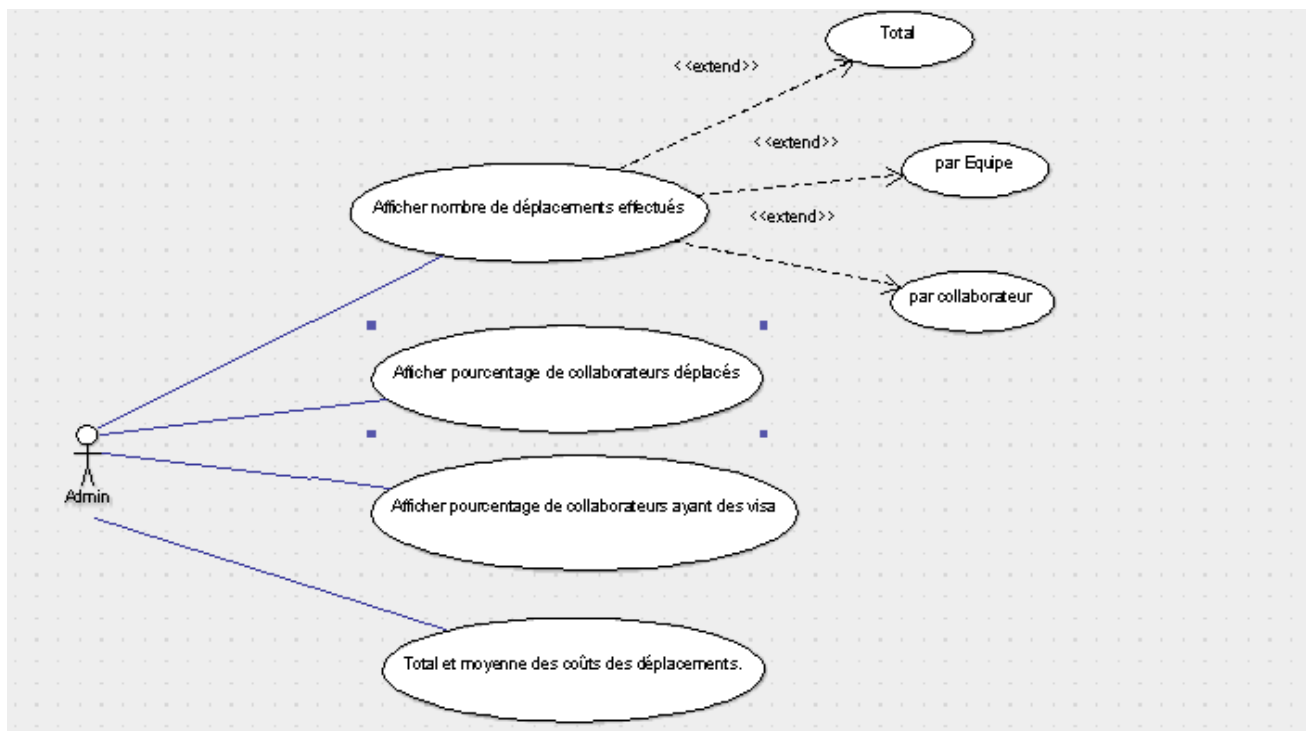 Total
<<extend>>
<<extend>>
par Equipe
Afficher nombre de déplacements effectués
<<extend>>
par collaborateur
Afficher pourcentage de collaborateurs déplacés
Admin
Afficher pourcentage de collaborateurs ayant des visa
Total et moyenne des coûts des déplacements.